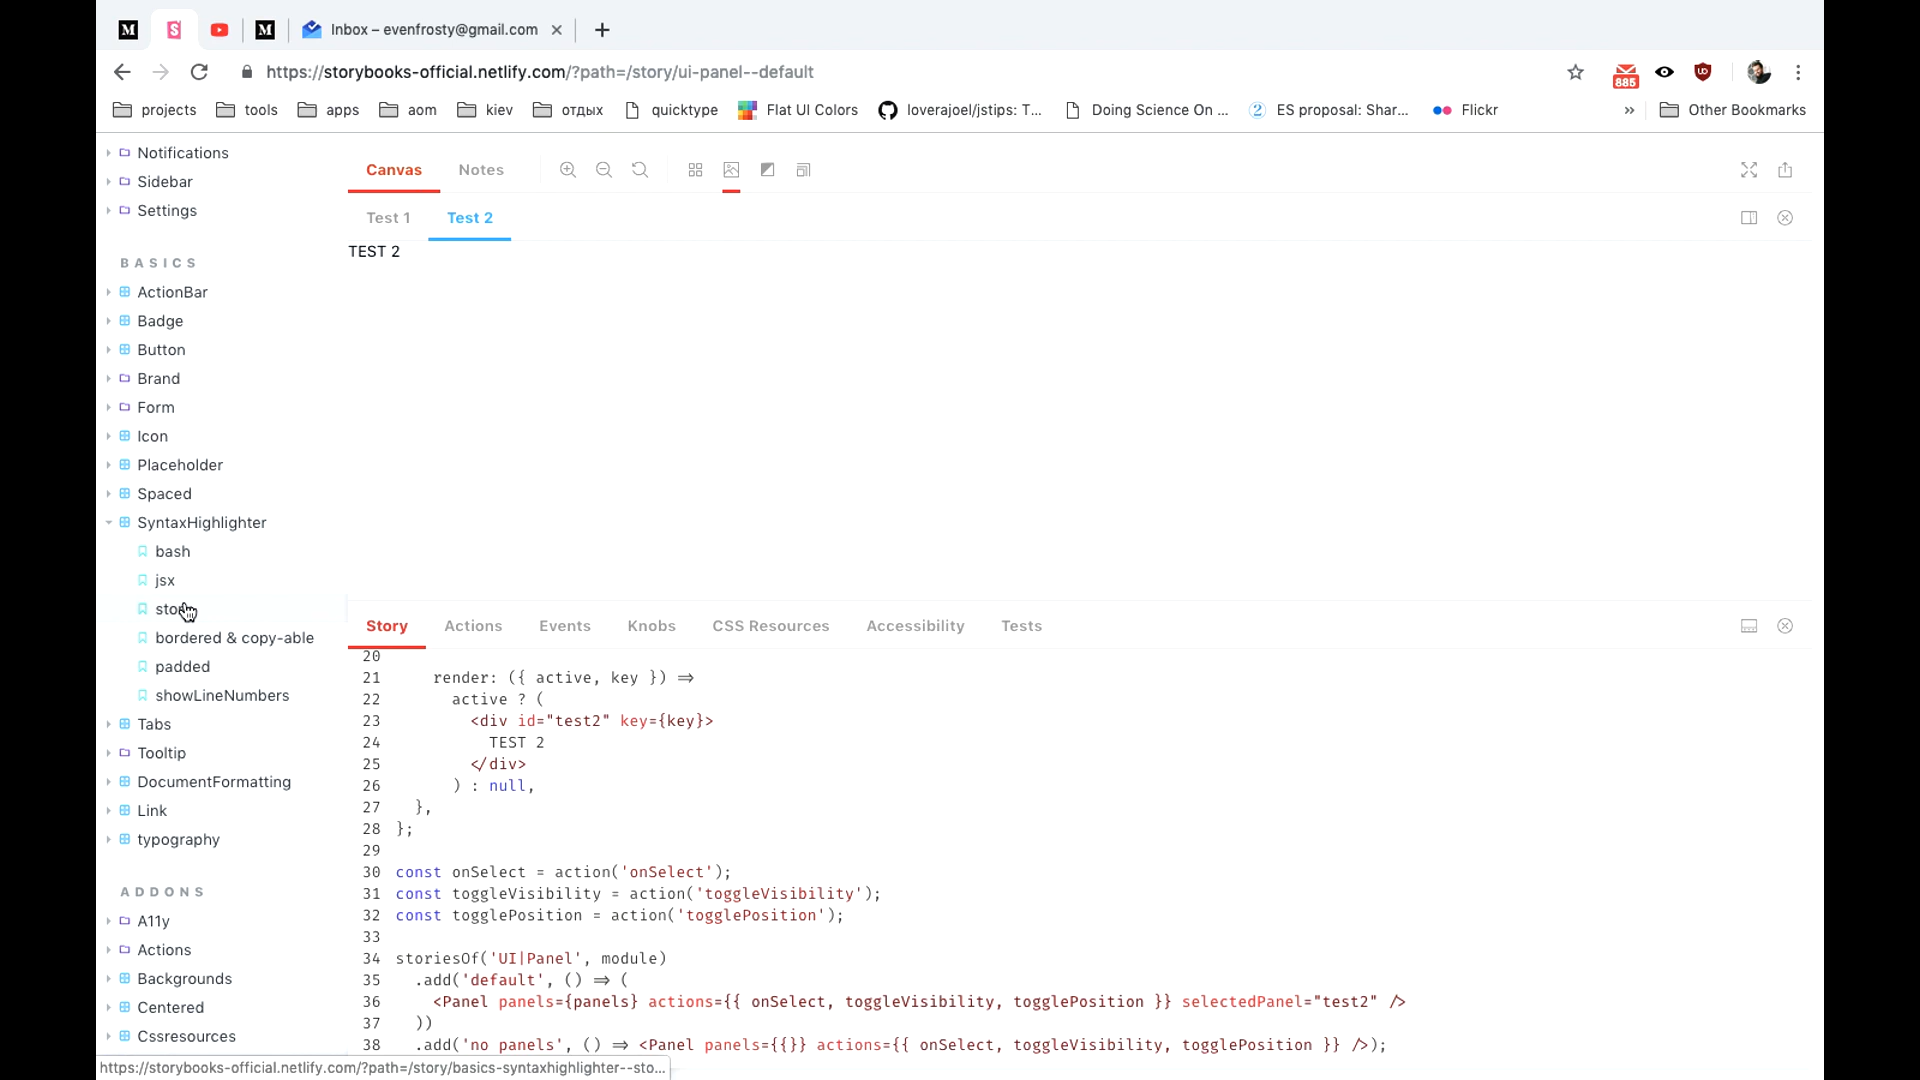 Inbox – evenfrosty@gmail.com
https://storybooks-official.netlify.com/?path=/story/ui-panel--default
885
projects tools apps aom kiev отдых quicktype Flat UI Colors loverajoel/jstips: T... Doing Science On ... ES proposal: Shar... Flickr » Other Bookmarks
Notifications
Sidebar
Settings
BASICS
ActionBar
Badge
Button
Brand
Form
Icon
Placeholder
Spaced
SyntaxHighlighter
bash
jsx
bordered & copy-able
padded
showLineNumbers
Tabs
Tooltip
DocumentFormatting
Link
typography
ADDONS
A11y
Actions
Backgrounds
Centered
Cssresources
https://storybooks-official.netlify.com/?path=/story/basics-syntaxhighlighter--sto...
Canvas Notes
Test 1 Test 2
TEST 2
Story Actions Events Knobs CSS Resources Accessibility Tests
20
21 render: ({ active, key }) =>
22 active ? (
23 <div id="test2" key={key}>
24 TEST 2
25 </div>
26 ) : null,
27 },
28 };
29
30 const onSelect = action('onSelect');
31 const toggleVisibility = action('toggleVisibility');
32 const togglePosition = action('togglePosition');
33
34 storiesOf('UI|Panel', module)
35 .add('default', () => (
36 <Panel panels={panels} actions={{ onSelect, toggleVisibility, togglePosition }} selectedPanel="test2" />
37 ))
38 .add('no panels', () => <Panel panels={{}} actions={{ onSelect, toggleVisibility, togglePosition }} />);